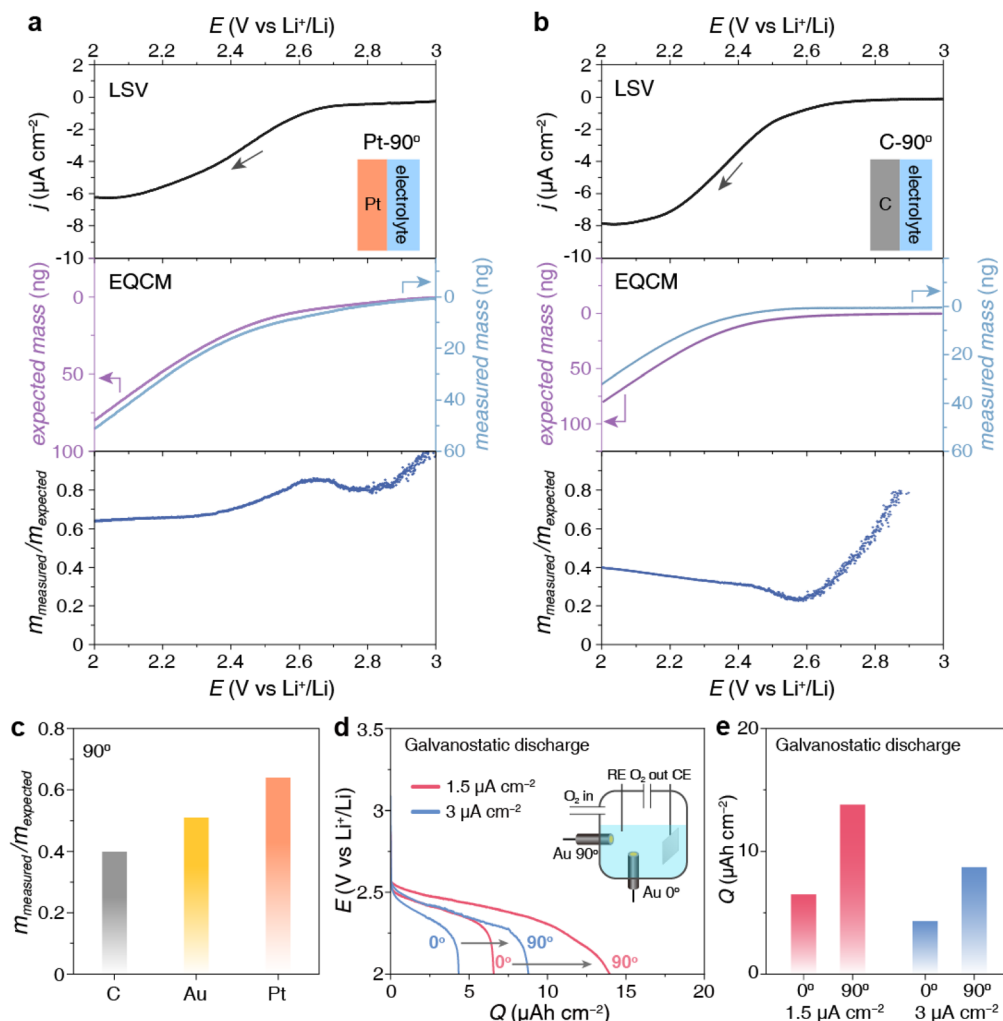 a
E (V vs Li⁺/Li)
2 2.2 2.4 2.6 2.8 3
LSV
j (µA cm⁻²)
2
0
-2
-4
-6
-8
-10
Pt-90º
Pt
electrolyte
EQCM
expected mass (ng)
0
50
100
measured mass (ng)
0
20
40
60
m_measured/m_expected
0.8
0.6
0.4
0.2
0
2 2.2 2.4 2.6 2.8 3
E (V vs Li⁺/Li)
b
E (V vs Li⁺/Li)
2 2.2 2.4 2.6 2.8 3
LSV
j (µA cm⁻²)
2
0
-2
-4
-6
-8
-10
C-90º
C
electrolyte
EQCM
expected mass (ng)
0
50
100
measured mass (ng)
0
20
40
60
m_measured/m_expected
0.8
0.6
0.4
0.2
0
2 2.2 2.4 2.6 2.8 3
E (V vs Li⁺/Li)
c
90º
m_measured/m_expected
0.8
0.6
0.4
0.2
0
C Au Pt
d
Galvanostatic discharge
1.5 µA cm⁻²
3 µA cm⁻²
E (V vs Li⁺/Li)
3.5
3
2.5
2
RE O₂ out CE
O₂ in
Au 90º
Au 0º
0º 90º
0º 90º
0 5 10 15 20
Q (µAh cm⁻²)
e
Galvanostatic discharge
Q (µAh cm⁻²)
20
10
0
0º 90º 0º 90º
1.5 µA cm⁻² 3 µA cm⁻²